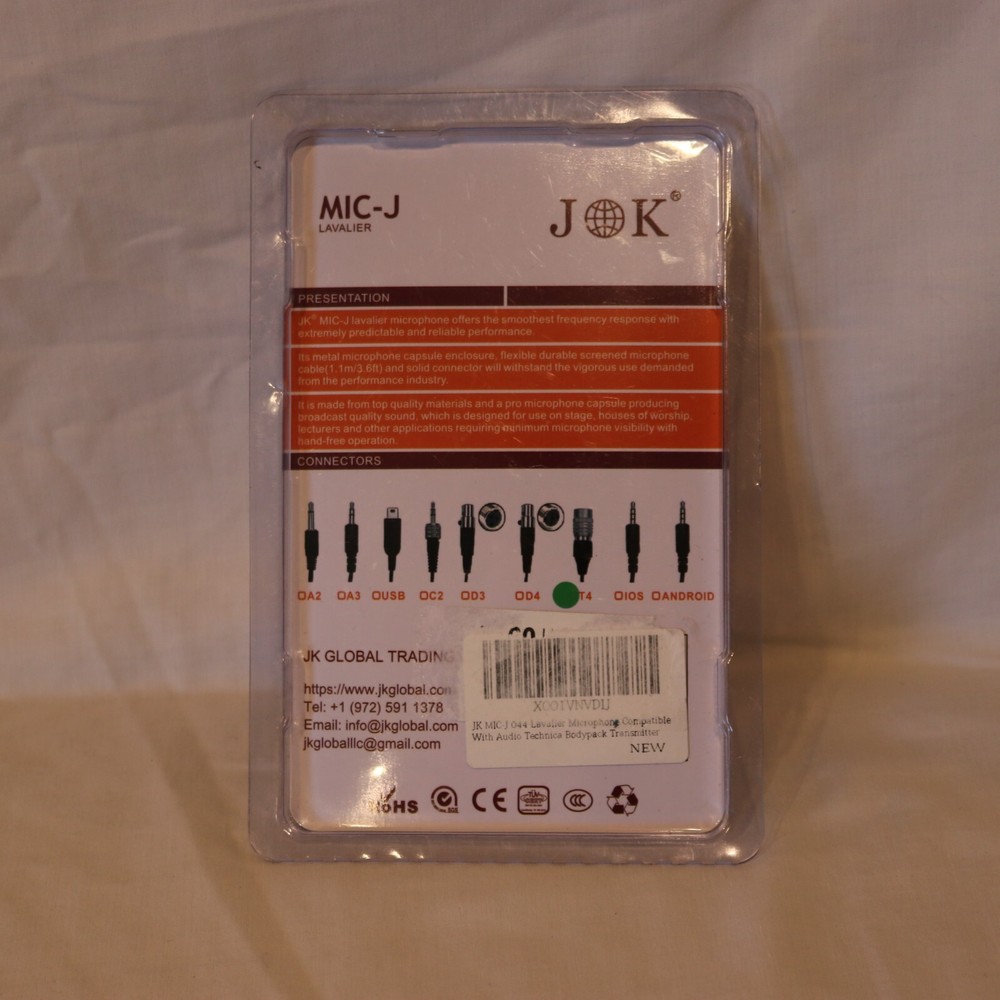 MIC-J
LAVALIER
J K ®
PRESENTATION
JK® MIC-J lavalier microphone offers the smoothest frequency response with
extremely predictable and reliable performance.
Its metal microphone capsule enclosure, flexible durable screened microphone
cable(1.1m/3.6ft) and solid connector will withstand the vigorous use demanded
from the performance industry.
It is made from top quality materials and a pro microphone capsule producing
broadcast quality sound, which is designed for use on stage, houses of worship,
lecturers and other applications requiring minimum microphone visibility with
hand-free operation.
CONNECTORS
A2 A3 USB C2 D3 D4 T4 IOS ANDROID
JK GLOBAL TRADING
https://www.jkglobal.com
Tel: +1 (972) 591 1378
Email: info@jkglobal.com
jkgloballlc@gmail.com
X001VNVDIJ
JK MIC-J 044 Lavalier Microphone Compatible
With Audio Technica Bodypack Transmitter
NEW
RoHS CE CCC